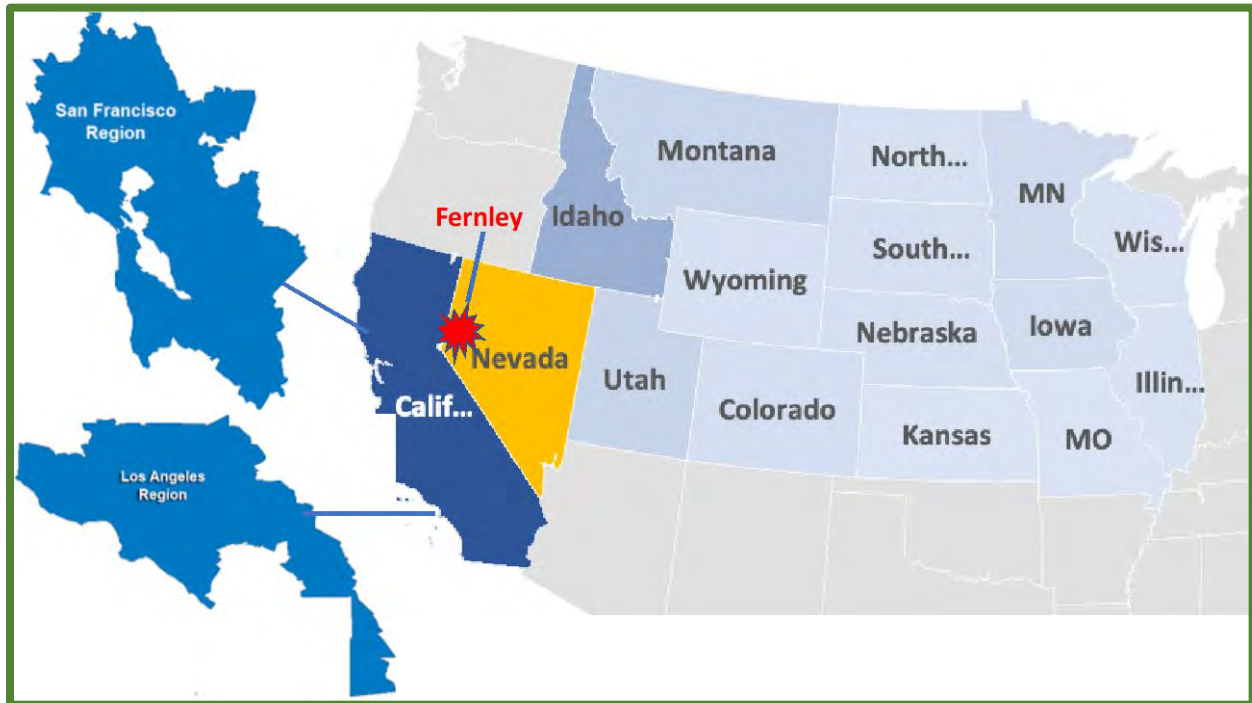 San Francisco
Region
Montana
North...
MN
Fernley
Idaho
Wis...
South...
Wyoming
Nebraska
Iowa
Nevada
Utah
Illin...
Calif...
Colorado
Kansas
MO
Los Angeles
Region